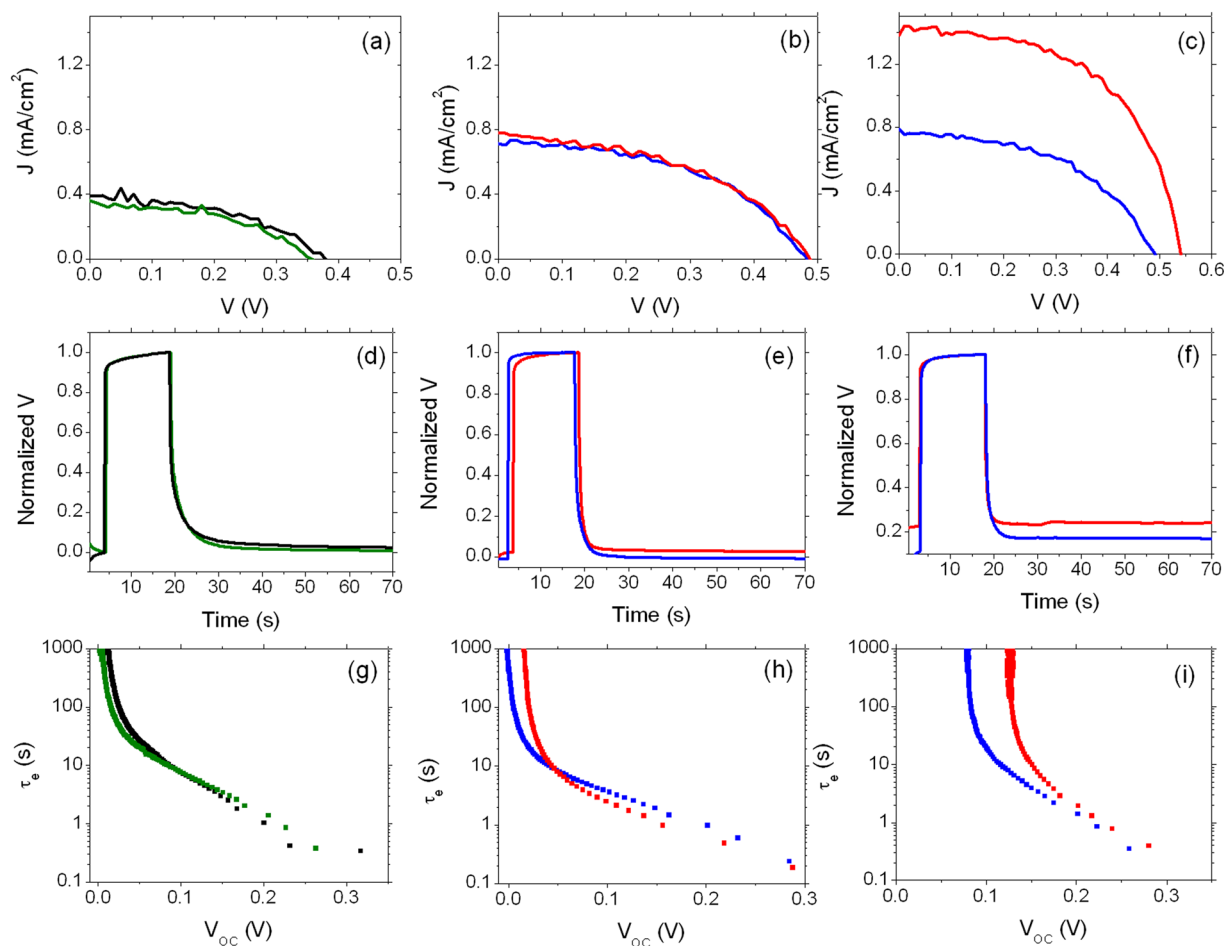 (a)
J (mA/cm²)
1.2
0.8
0.4
0.0
0.0 0.1 0.2 0.3 0.4 0.5
V (V)
(b)
J (mA/cm²)
1.2
0.8
0.4
0.0
0.0 0.1 0.2 0.3 0.4 0.5
V (V)
(c)
J (mA/cm²)
1.2
0.8
0.4
0.0
0.0 0.1 0.2 0.3 0.4 0.5 0.6
V (V)
(d)
Normalized V
1.0
0.8
0.6
0.4
0.2
0.0
10 20 30 40 50 60 70
Time (s)
(e)
Normalized V
1.0
0.8
0.6
0.4
0.2
0.0
10 20 30 40 50 60 70
Time (s)
(f)
Normalized V
1.0
0.8
0.6
0.4
0.2
10 20 30 40 50 60 70
Time (s)
(g)
τe (s)
1000
100
10
1
0.1
0.0 0.1 0.2 0.3
VOC (V)
(h)
τe (s)
1000
100
10
1
0.1
0.0 0.1 0.2 0.3
VOC (V)
(i)
τe (s)
1000
100
10
1
0.1
0.0 0.1 0.2 0.3
VOC (V)